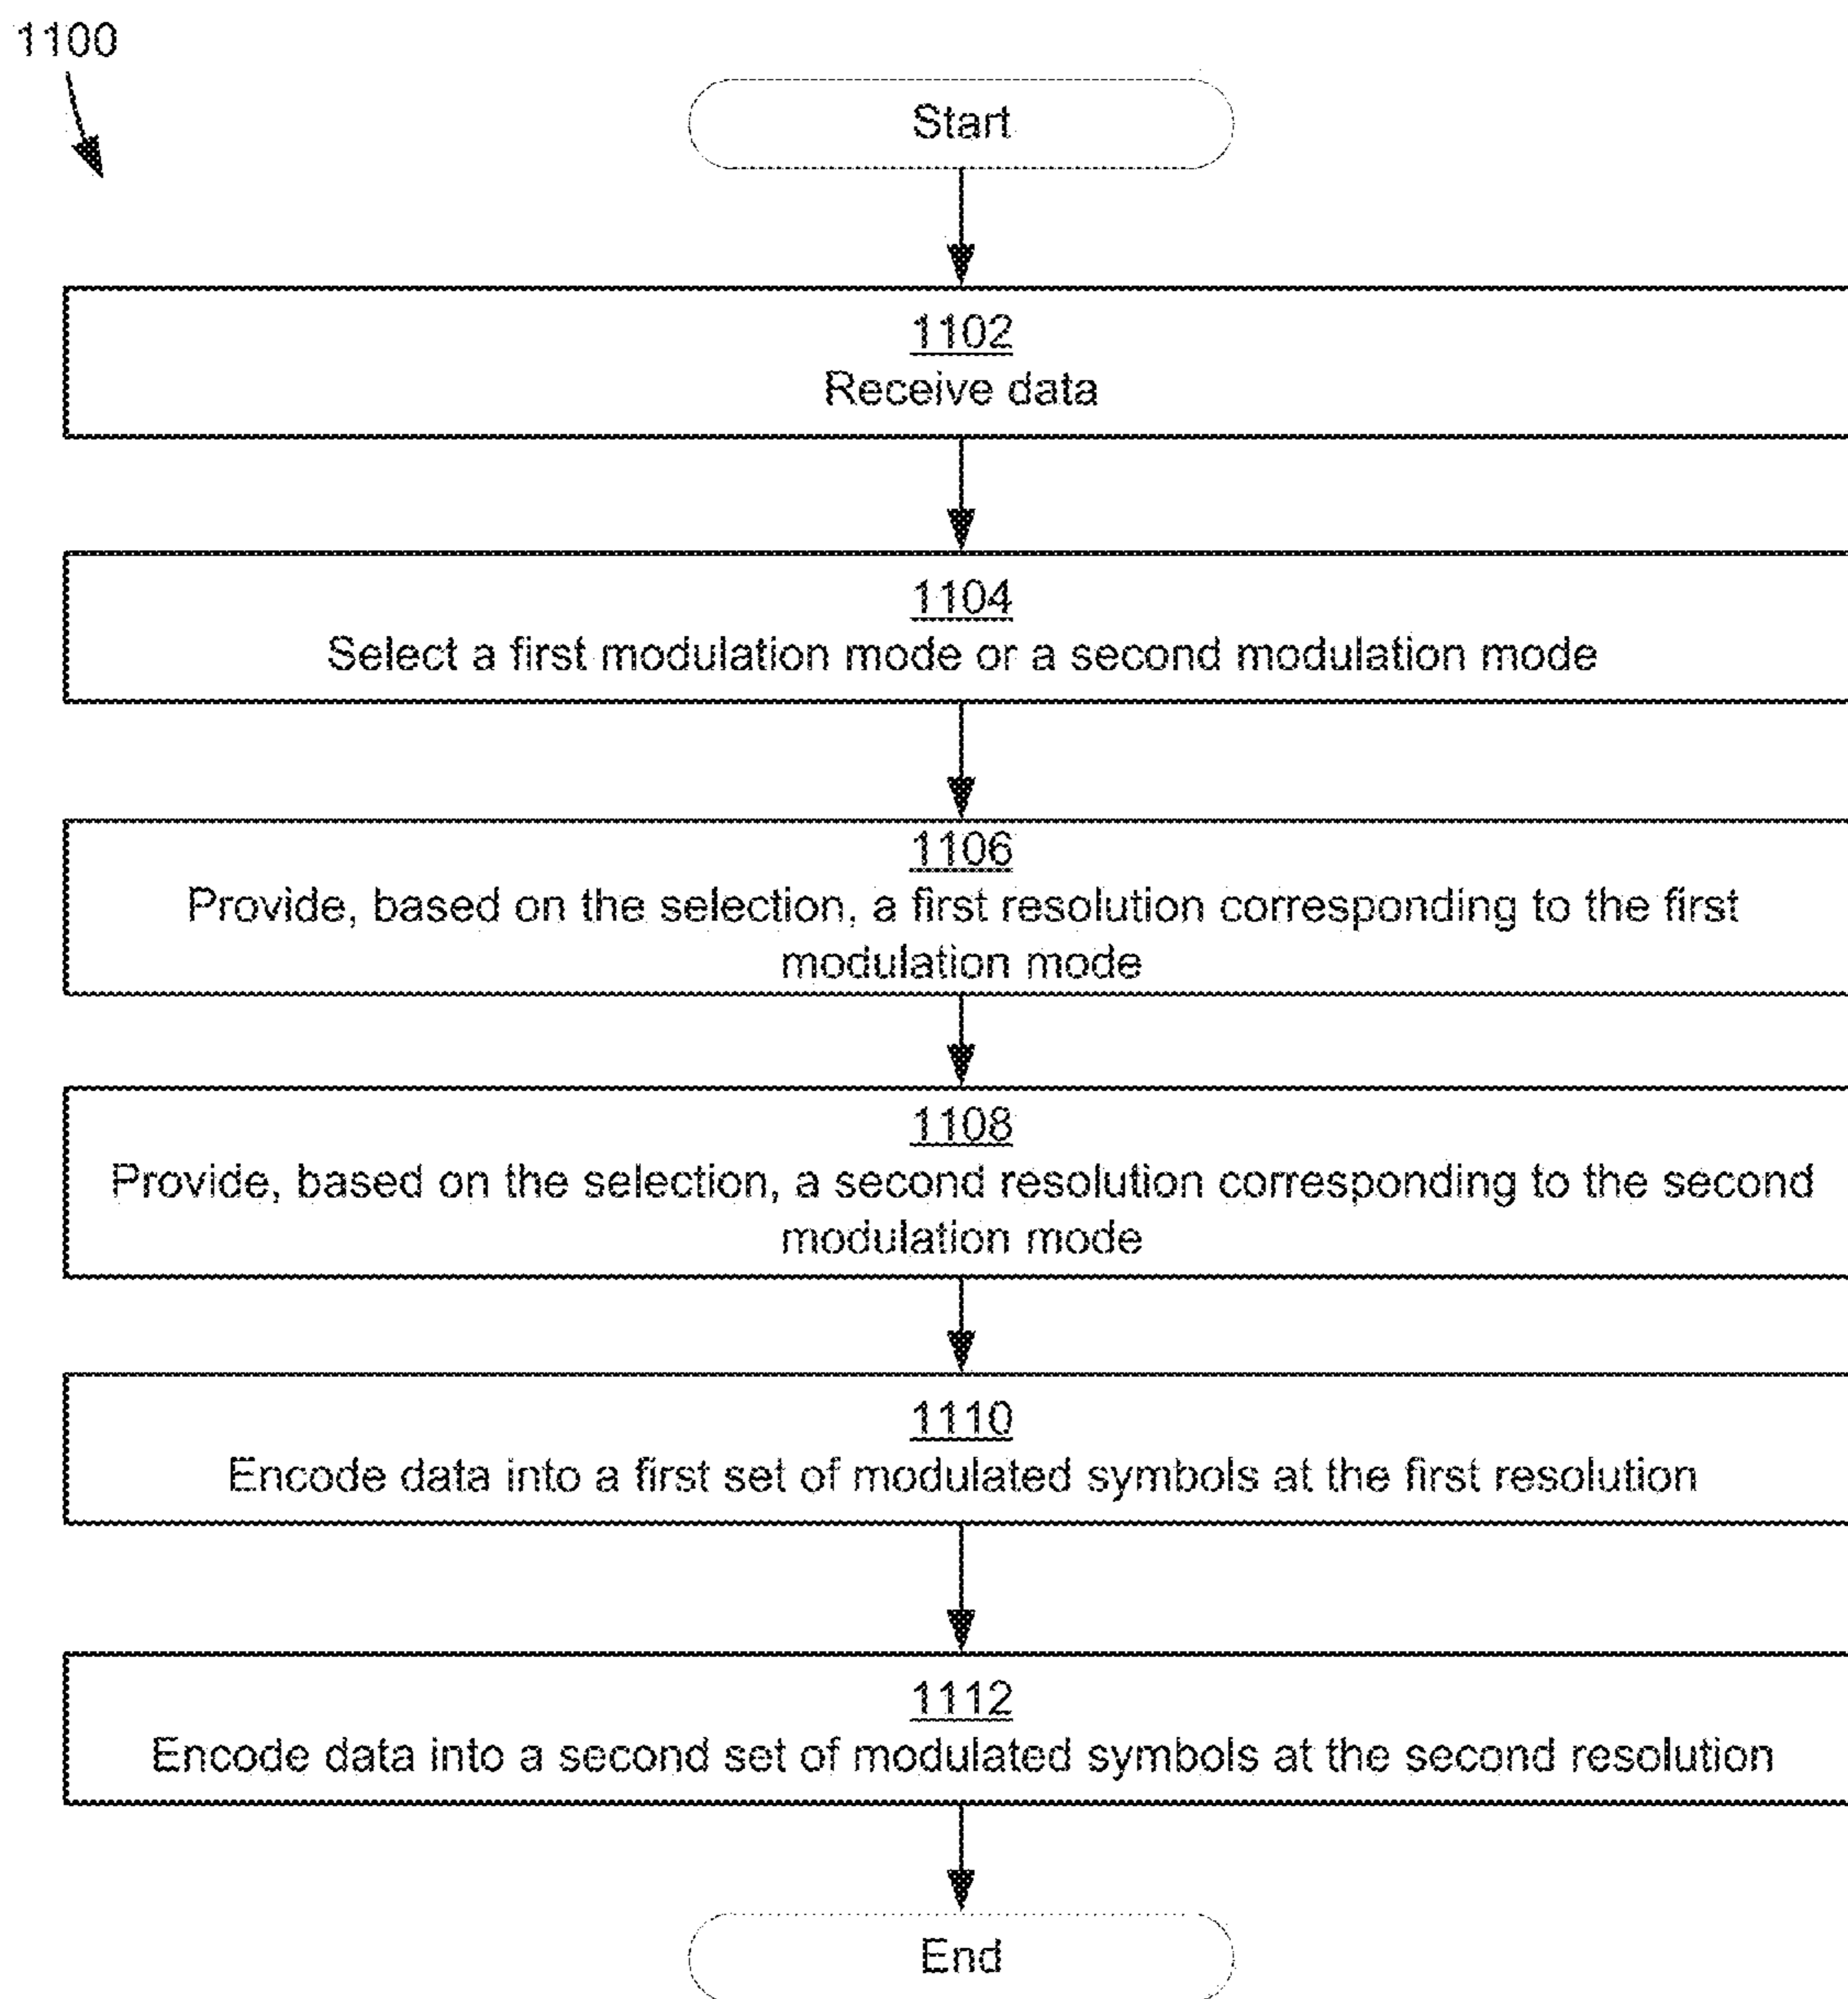 1100
Start
1102
Receive data
1104
Select a first modulation mode or a second modulation mode
1106
Provide, based on the selection, a first resolution corresponding to the first
modulation mode
1108
Provide, based on the selection, a second resolution corresponding to the second
modulation mode
1110
Encode data into a first set of modulated symbols at the first resolution
1112
Encode data into a second set of modulated symbols at the second resolution
End